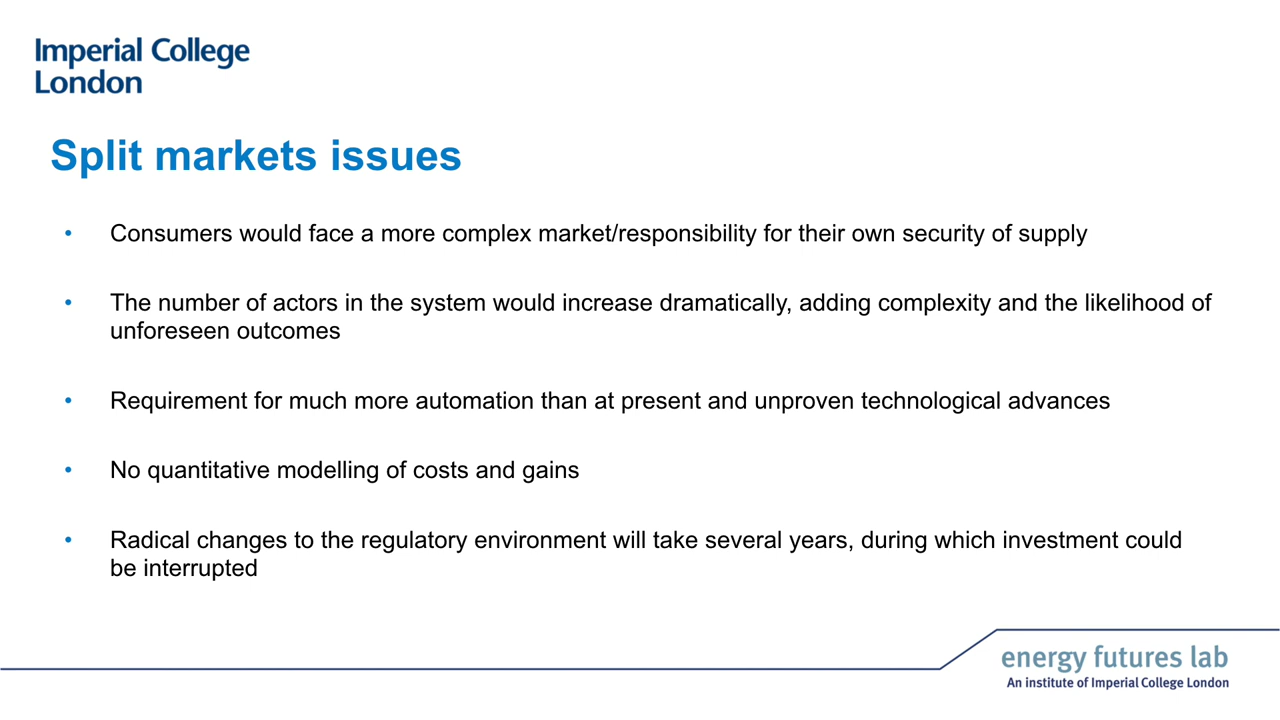 Imperial College
London
Split markets issues
• Consumers would face a more complex market/responsibility for their own security of supply
• The number of actors in the system would increase dramatically, adding complexity and the likelihood of
unforeseen outcomes
• Requirement for much more automation than at present and unproven technological advances
• No quantitative modelling of costs and gains
• Radical changes to the regulatory environment will take several years, during which investment could
be interrupted
energy futures lab
An institute of Imperial College London